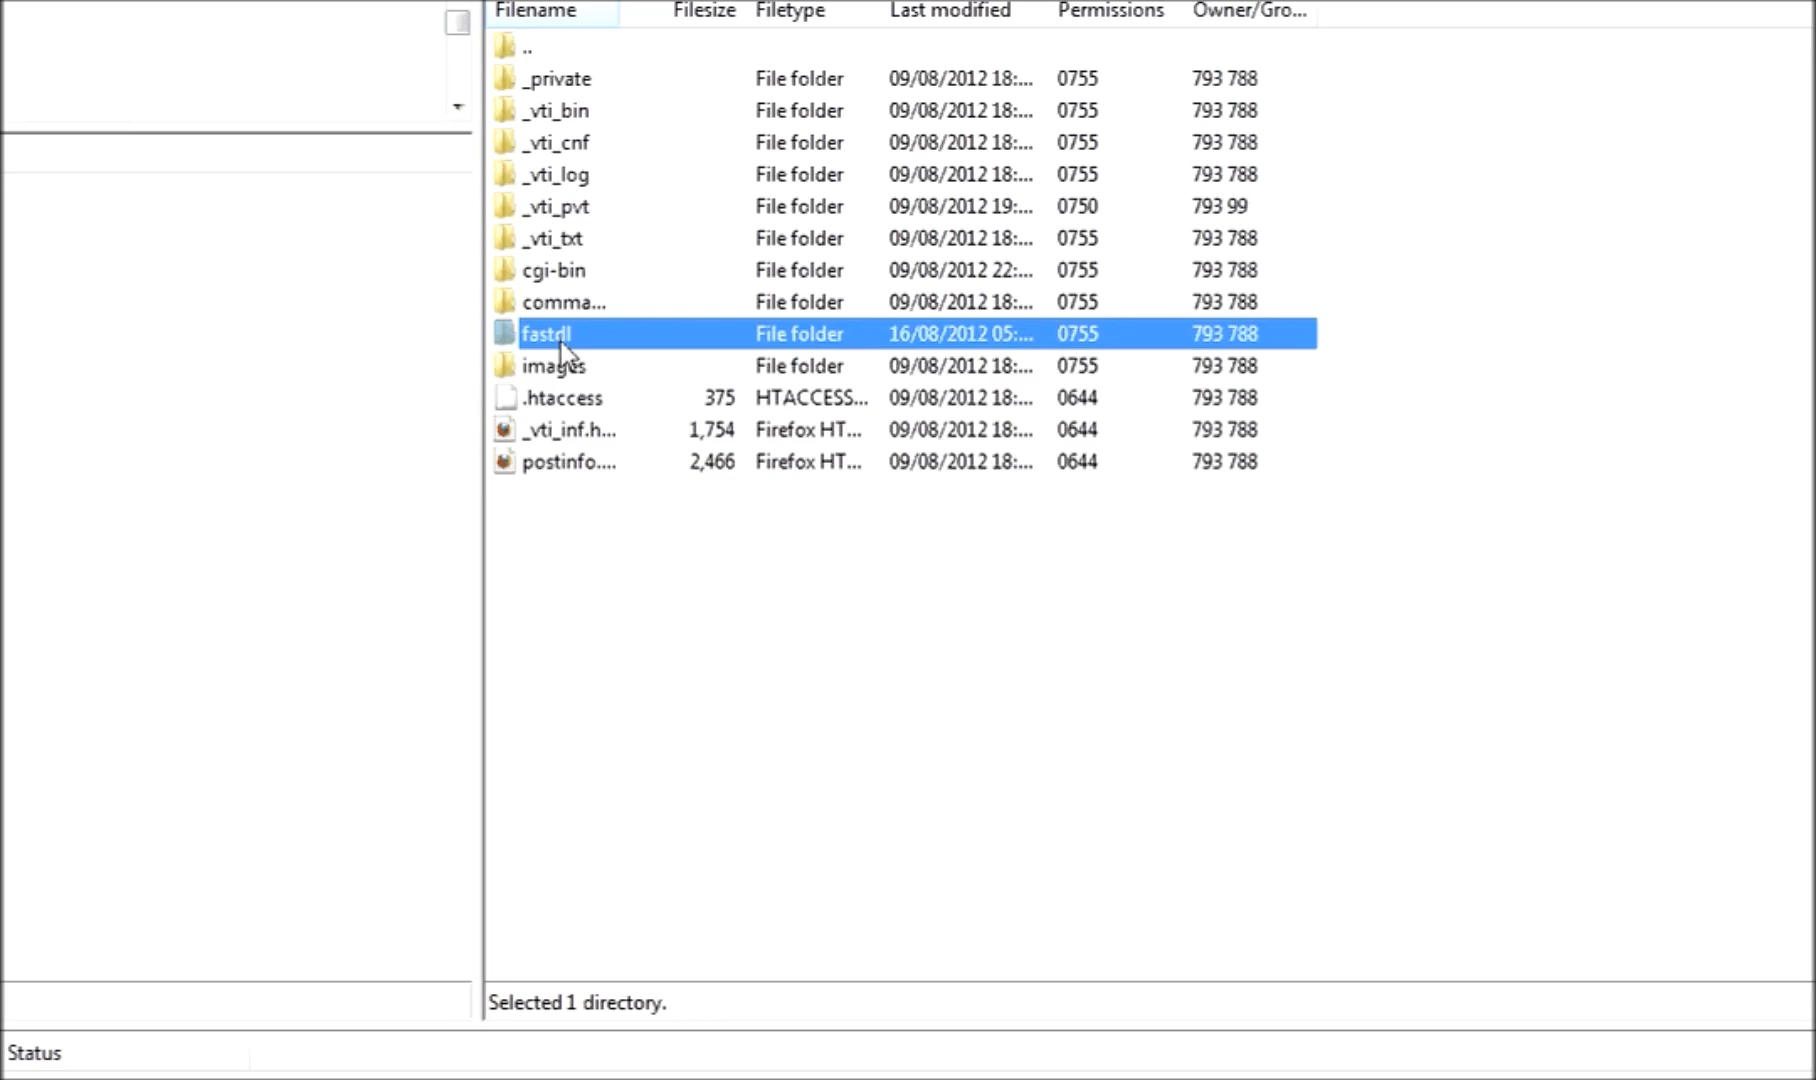 Filename Filesize Filetype Last modified Permissions Owner/Gro...
..
_private File folder 09/08/2012 18:... 0755 793 788
_vti_bin File folder 09/08/2012 18:... 0755 793 788
_vti_cnf File folder 09/08/2012 18:... 0755 793 788
_vti_log File folder 09/08/2012 18:... 0755 793 788
_vti_pvt File folder 09/08/2012 19:... 0750 793 99
_vti_txt File folder 09/08/2012 18:... 0755 793 788
cgi-bin File folder 09/08/2012 22:... 0755 793 788
comma... File folder 09/08/2012 18:... 0755 793 788
fastdl File folder 16/08/2012 05:... 0755 793 788
images File folder 09/08/2012 18:... 0755 793 788
.htaccess 375 HTACCESS... 09/08/2012 18:... 0644 793 788
_vti_inf.h... 1,754 Firefox HT... 09/08/2012 18:... 0644 793 788
postinfo.... 2,466 Firefox HT... 09/08/2012 18:... 0644 793 788
Selected 1 directory.
Status